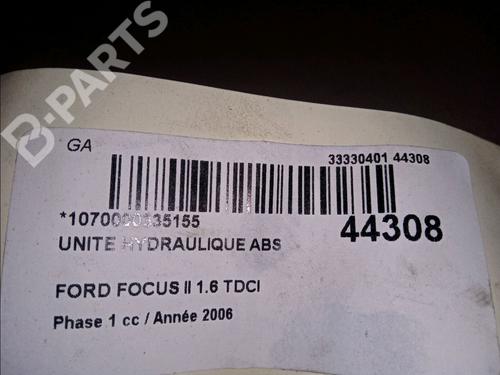 B-PARTS
GA
33330401 44308
*1070000335155
44308
UNITE HYDRAULIQUE ABS
FORD FOCUS II 1.6 TDCI
Phase 1 cc / Année 2006